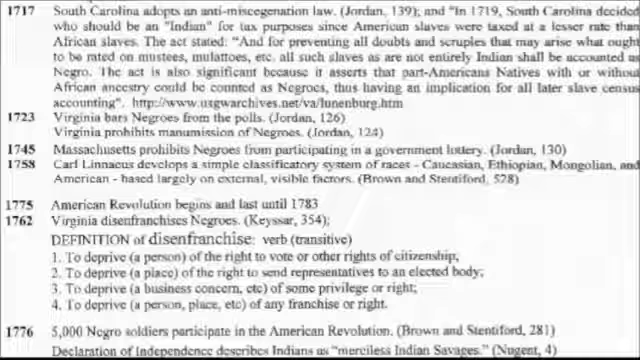 1717 South Carolina adopts an anti-miscegenation law. (Jordan, 139); and "In 1719, South Carolina decided
who should be an "Indian" for tax purposes since American slaves were taxed at a lesser rate than
African slaves. The act stated: "And for preventing all doubts and scruples that may arise what ought
to be rated on mustees, mulattoes, etc. all such slaves as are not entirely Indian shall be accounted as
Negro. The act is also significant because it asserts that part-Americans Natives with or without
African ancestry could be counted as Negroes, thus having an implication for all later slave census
accounting". http://www.usgwarchives.net/va/lunenburg.htm
1723 Virginia bars Negroes from the polls. (Jordan, 126)
Virginia prohibits manumission of Negroes. (Jordan, 124)
1745 Massachusetts prohibits Negroes from participating in a government lottery. (Jordan, 130)
1758 Carl Linnaeus develops a simple classificatory system of races - Caucasian, Ethiopian, Mongolian, and
American - based largely on external, visible factors. (Brown and Stentiford, 528)
1775 American Revolution begins and last until 1783
1762 Virginia disenfranchises Negroes. (Keyssar, 354);
DEFINITION of disenfranchise: verb (transitive)
1. To deprive (a person) of the right to vote or other rights of citizenship,
2. To deprive (a place) of the right to send representatives to an elected body;
3. To deprive (a business concern, etc) of some privilege or right;
4. To deprive (a person, place, etc) of any franchise or right.
1776 5,000 Negro soldiers participate in the American Revolution. (Brown and Stentiford, 281)
Declaration of Independence describes Indians as "merciless Indian Savages." (Nugent, 4)